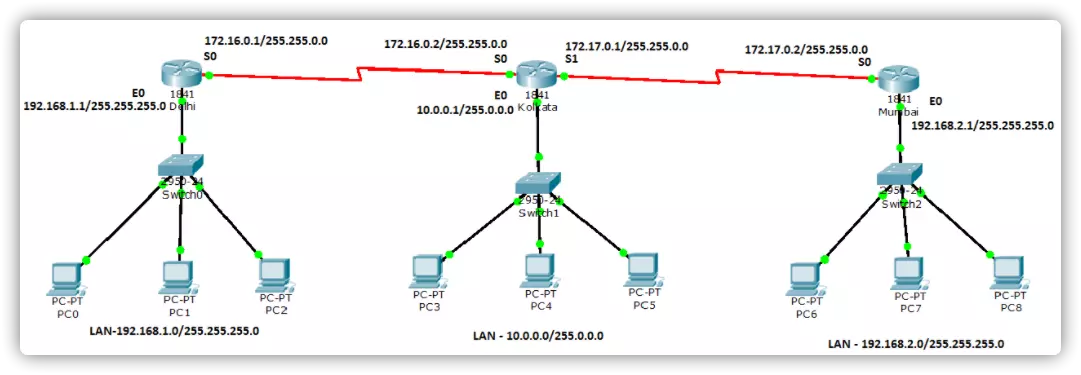 172.16.0.1/255.255.0.0
S0
172.16.0.2/255.255.0.0
S0
172.17.0.1/255.255.0.0
S1
172.17.0.2/255.255.0.0
S0
E0
192.168.1.1/255.255.255.0
1841
Delhi
E0
10.0.0.1/255.0.0.0
1841
Kolkata
1841
Mumbai
E0
192.168.2.1/255.255.255.0
2950-24
Switch0
2950-24
Switch1
2950-24
Switch2
PC-PT
PC0
PC-PT
PC1
PC-PT
PC2
PC-PT
PC3
PC-PT
PC4
PC-PT
PC5
PC-PT
PC6
PC-PT
PC7
PC-PT
PC8
LAN-192.168.1.0/255.255.255.0
LAN - 10.0.0.0/255.0.0.0
LAN - 192.168.2.0/255.255.255.0